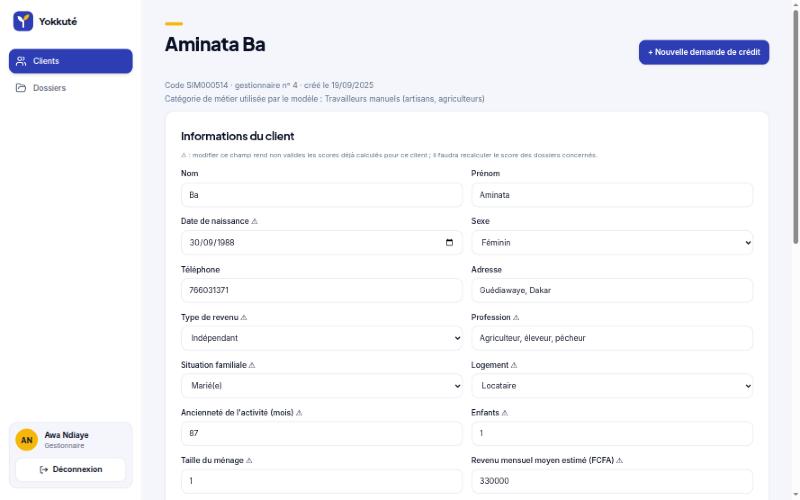 Yokkuté
Clients
Dossiers
Aminata Ba
+ Nouvelle demande de crédit
Code SIM000514 · gestionnaire n° 4 · créé le 19/09/2025
Catégorie de métier utilisée par le modèle : Travailleurs manuels (artisans, agriculteurs)
Informations du client
⚠ : modifier ce champ rend non valides les scores déjà calculés pour ce client ; il faudra recalculer le score des dossiers concernés.
Nom
Prénom
Ba
Aminata
Date de naissance ⚠
Sexe
30/09/1988
Féminin
Téléphone
Adresse
766031371
Guédiawaye, Dakar
Type de revenu ⚠
Profession ⚠
Indépendant
Agriculteur, éleveur, pêcheur
Situation familiale ⚠
Logement ⚠
Marié(e)
Locataire
Ancienneté de l'activité (mois) ⚠
Enfants ⚠
87
1
Taille du ménage ⚠
Revenu mensuel moyen estimé (FCFA) ⚠
1
330000
AN
Awa Ndiaye
Gestionnaire
Déconnexion